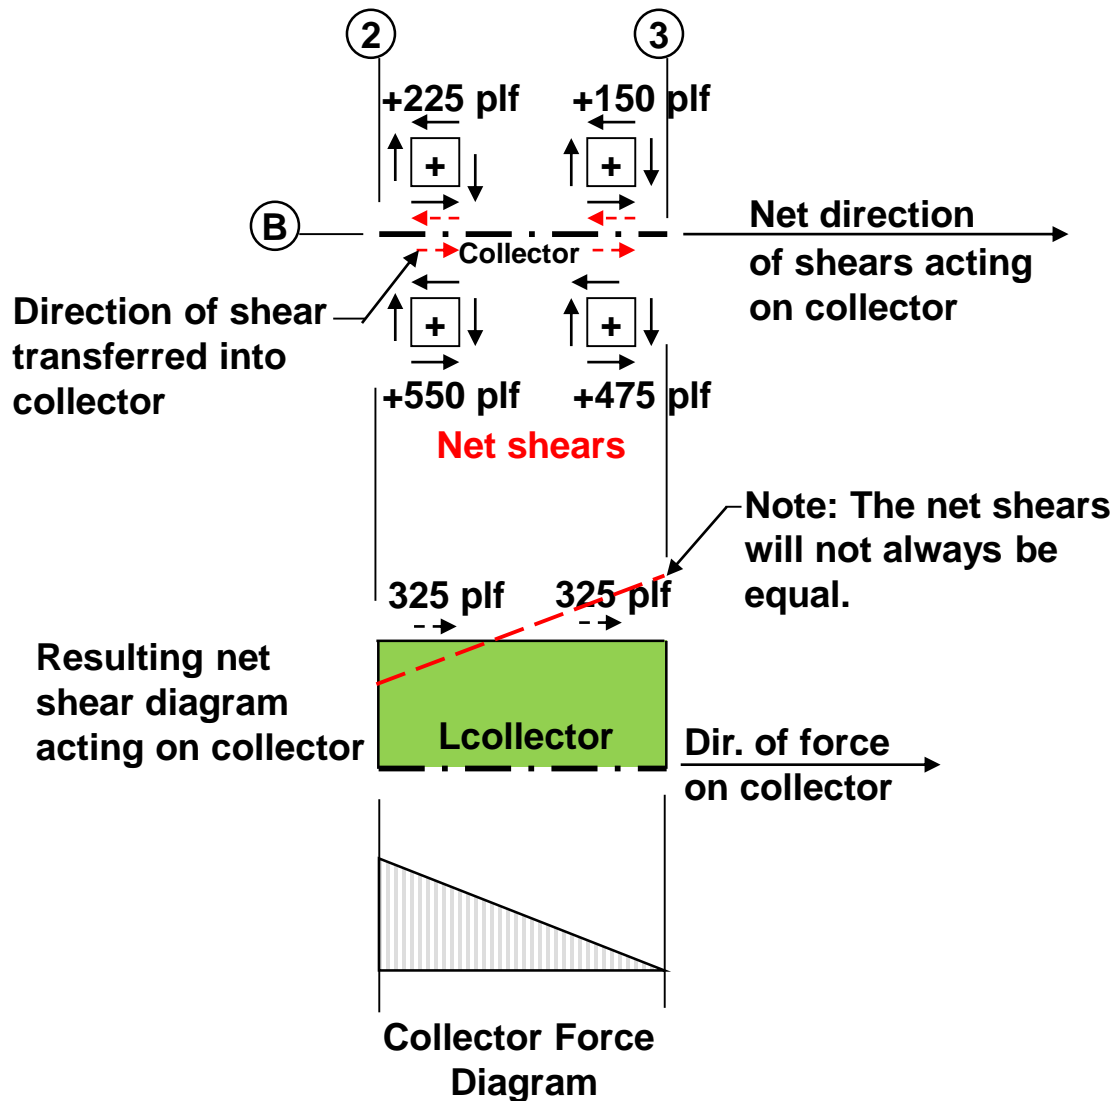 2
3
+225 plf
+150 plf
+
+
B
Collector
Net direction
of shears acting
on collector
Direction of shear
transferred into
collector
+
+
+550 plf
+475 plf
Net shears
Note: The net shears
will not always be
equal.
325 plf
325 plf
Resulting net
shear diagram
acting on collector
Lcollector
Dir. of force
on collector
Collector Force
Diagram